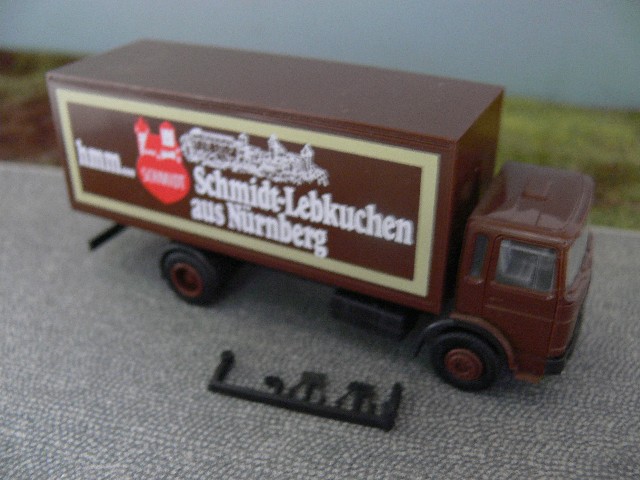 hmm...
SCHMIDT
Schmidt-Lebkuchen
aus Nürnberg